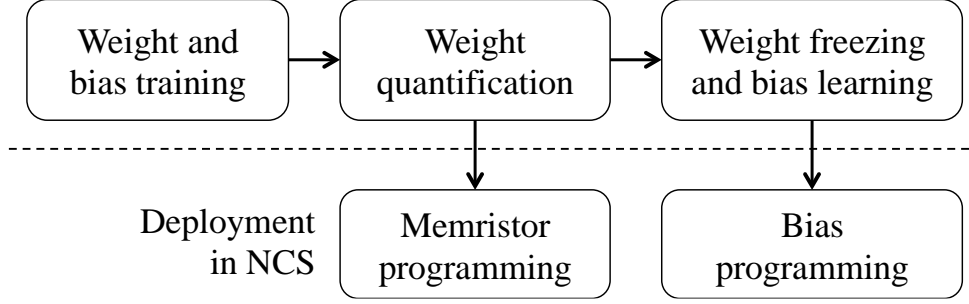 Weight and
bias training
Weight
quantification
Weight freezing
and bias learning
Deployment
in NCS
Memristor
programming
Bias
programming